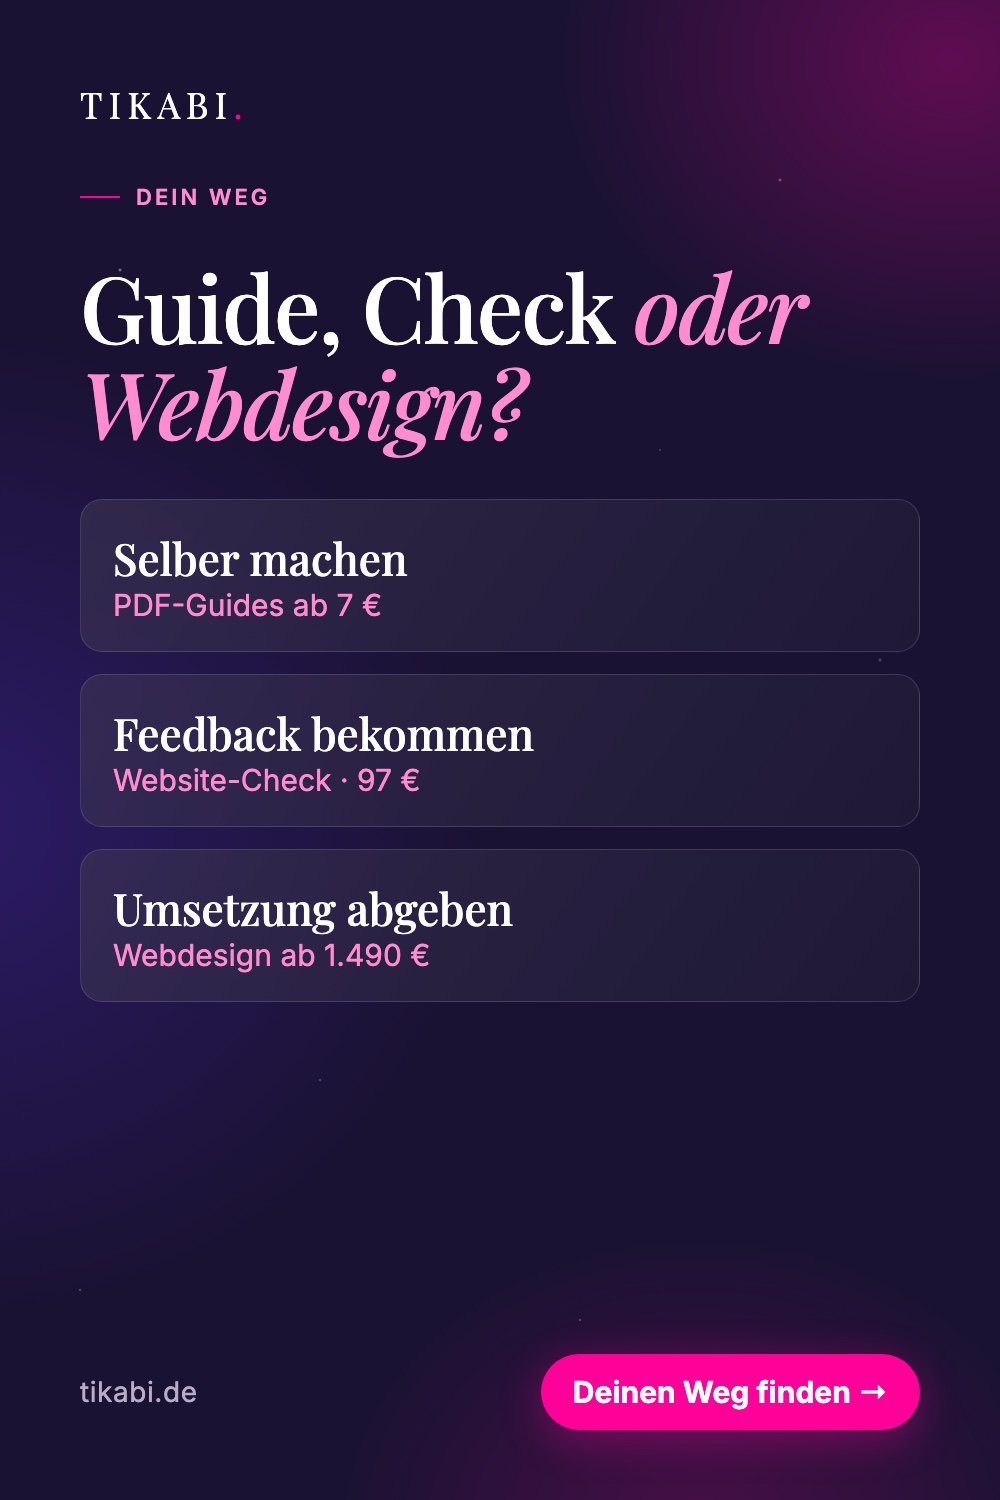 TIKABI.
DEIN WEG
Guide, Check oder
Webdesign?
Selber machen
PDF-Guides ab 7 €
Feedback bekommen
Website-Check · 97 €
Umsetzung abgeben
Webdesign ab 1.490 €
tikabi.de
Deinen Weg finden →